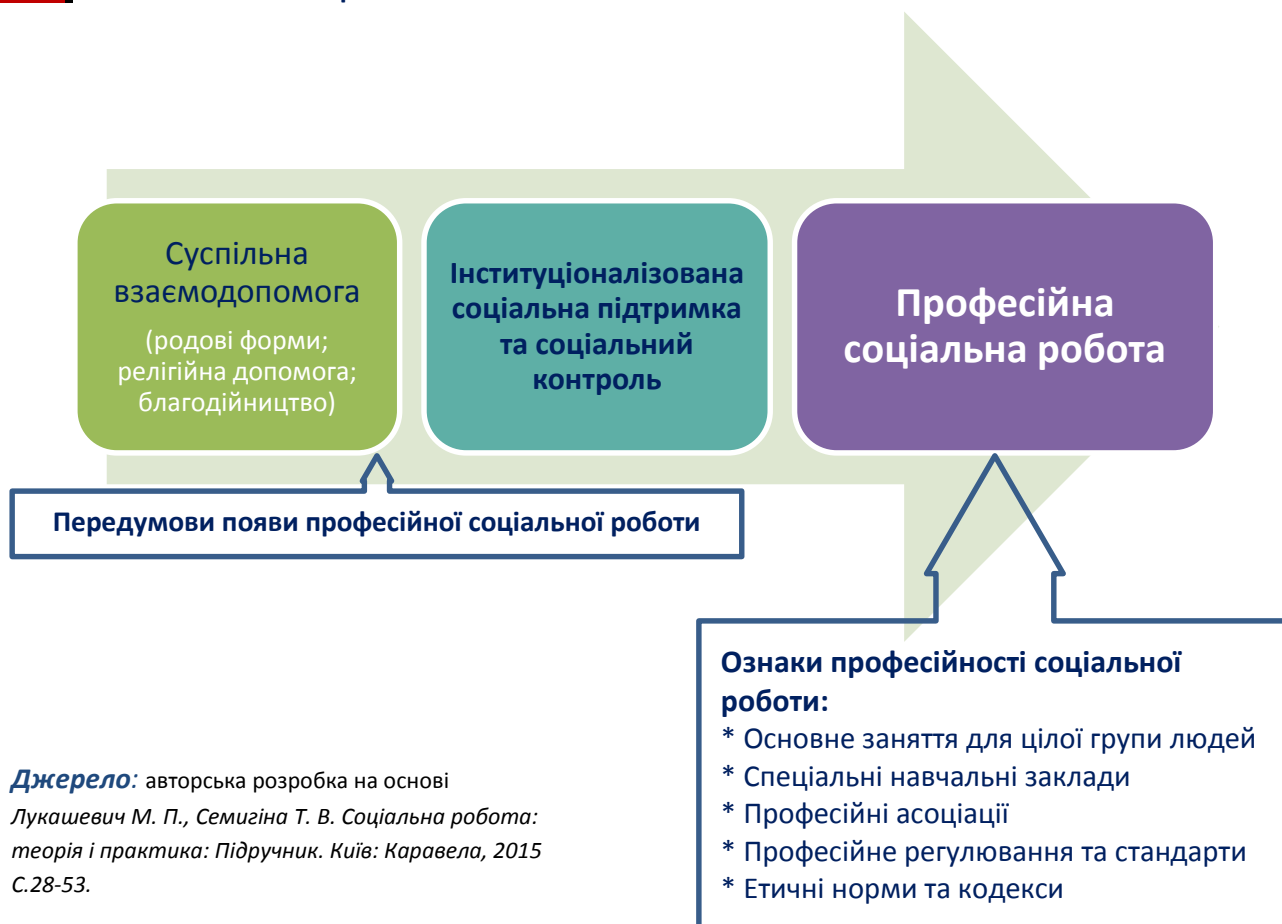 Суспільна
взаємодопомога
(родові форми;
релігійна допомога;
благодійництво)
Інституціоналізована
соціальна підтримка
та соціальний
контроль
Професійна
соціальна робота
Передумови появи професійної соціальної роботи
Ознаки професійності соціальної
роботи:
* Основне заняття для цілої групи людей
* Спеціальні навчальні заклади
* Професійні асоціації
* Професійне регулювання та стандарти
* Етичні норми та кодекси
Джерело: авторська розробка на основі
Лукашевич М. П., Семигіна Т. В. Соціальна робота:
теорія і практика: Підручник. Київ: Каравела, 2015
С.28-53.